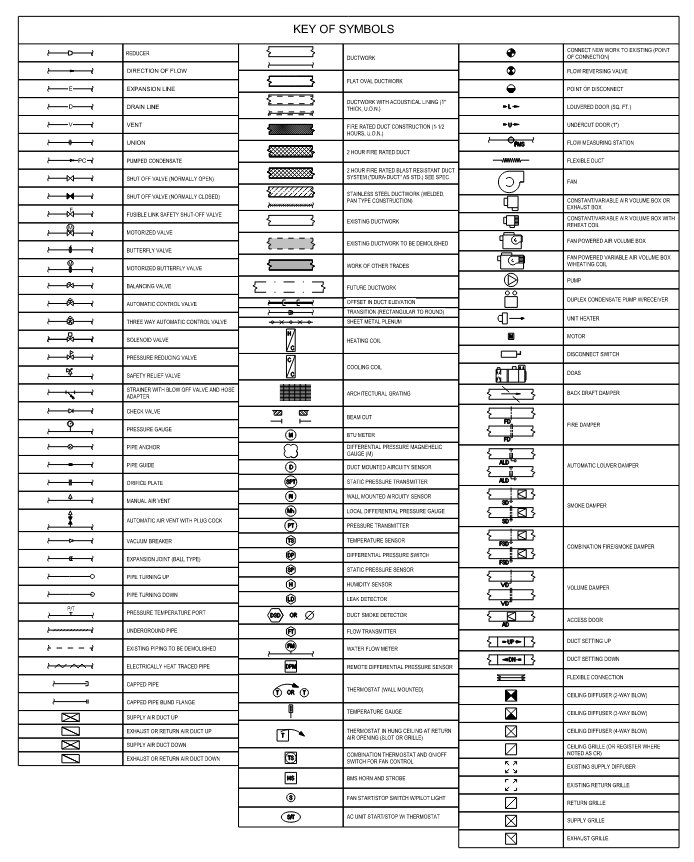 KEY OF SYMBOLS
REDUCER
DIRECTION OF FLOW
E
EXPANSION LINE
D
DRAIN LINE
V
VENT
UNION
PC
PUMPED CONDENSATE
SHUT OFF VALVE (NORMALLY OPEN)
SHUT OFF VALVE (NORMALLY CLOSED)
F
FUSIBLE LINK SAFETY SHUT-OFF VALVE
M
MOTORIZED VALVE
BUTTERFLY VALVE
M
MOTORIZED BUTTERFLY VALVE
BALANCING VALVE
AUTOMATIC CONTROL VALVE
THREE WAY AUTOMATIC CONTROL VALVE
SOLENOID VALVE
PRESSURE REDUCING VALVE
SAFETY RELIEF VALVE
STRAINER WITH BLOW OFF VALVE AND HOSE
ADAPTER
CHECK VALVE
PRESSURE GAUGE
PIPE ANCHOR
PIPE GUIDE
ORIFICE PLATE
MANUAL AIR VENT
AUTOMATIC AIR VENT WITH PLUG COCK
VACUUM BREAKER
EXPANSION JOINT (BALL TYPE)
PIPE TURNING UP
PIPE TURNING DOWN
P/T
PRESSURE TEMPERATURE PORT
UNDERGROUND PIPE
EXISTING PIPING TO BE DEMOLISHED
ELECTRICALLY HEAT TRACED PIPE
CAPPED PIPE
CAPPED PIPE BLIND FLANGE
SUPPLY AIR DUCT UP
EXHAUST OR RETURN AIR DUCT UP
SUPPLY AIR DUCT DOWN
EXHAUST OR RETURN AIR DUCT DOWN
DUCTWORK
FLAT OVAL DUCTWORK
DUCTWORK WITH ACOUSTICAL LINING (1"
THICK, U.O.N.)
FIRE RATED DUCT CONSTRUCTION (1-1/2
HOURS, U.O.N.)
2 HOUR FIRE RATED DUCT
2 HOUR FIRE RATED BLAST RESISTANT DUCT
SYSTEM ("DURA-DUCT" AS STD.) SEE SPEC
STAINLESS STEEL DUCTWORK (WELDED,
PAN TYPE CONSTRUCTION)
EXISTING DUCTWORK
EXISTING DUCTWORK TO BE DEMOLISHED
WORK OF OTHER TRADES
FUTURE DUCTWORK
OFFSET IN DUCT ELEVATION
TRANSITION (RECTANGULAR TO ROUND)
SHEET METAL PLENUM
H/C
HEATING COIL
C/C
COOLING COIL
ARCHITECTURAL GRATING
BEAM CUT
M
BTU METER
DIFFERENTIAL PRESSURE MAGNEHELIC
GAUGE (M)
D
DUCT MOUNTED AIRCUITY SENSOR
SPT
STATIC PRESSURE TRANSMITTER
WALL MOUNTED AIRCUITY SENSOR
LOCAL DIFFERENTIAL PRESSURE GAUGE
PT
PRESSURE TRANSMITTER
TS
TEMPERATURE SENSOR
DP
DIFFERENTIAL PRESSURE SWITCH
SP
STATIC PRESSURE SENSOR
H
HUMIDITY SENSOR
LD
LEAK DETECTOR
DSD OR
DUCT SMOKE DETECTOR
FT
FLOW TRANSMITTER
FM
WATER FLOW METER
DPM
REMOTE DIFFERENTIAL PRESSURE SENSOR
T OR T
THERMOSTAT (WALL MOUNTED)
TEMPERATURE GAUGE
T
THERMOSTAT IN HUNG CEILING AT RETURN
AIR OPENING (SLOT OR GRILLE)
TS
COMBINATION THERMOSTAT AND ON/OFF
SWITCH FOR FAN CONTROL
HS
BMS HORN AND STROBE
S
FAN START/STOP SWITCH W/PILOT LIGHT
S/T
AC UNIT START/STOP W/ THERMOSTAT
CONNECT NEW WORK TO EXISTING (POINT
OF CONNECTION)
FLOW REVERSING VALVE
POINT OF DISCONNECT
L
LOUVERED DOOR (SQ. FT.)
U
UNDERCUT DOOR (1")
FMS
FLOW MEASURING STATION
FLEXIBLE DUCT
FAN
CONSTANT/VARIABLE AIR VOLUME BOX OR
EXHAUST BOX
CONSTANT/VARIABLE AIR VOLUME BOX WITH
REHEAT COIL
FAN POWERED AIR VOLUME BOX
FAN POWERED VARIABLE AIR VOLUME BOX
W/HEATING COIL
PUMP
DUPLEX CONDENSATE PUMP W/RECEIVER
UNIT HEATER
M
MOTOR
DISCONNECT SWITCH
DOAS
BACK DRAFT DAMPER
FD
FD
FIRE DAMPER
ALD
ALD
AUTOMATIC LOUVER DAMPER
SD
SD
SMOKE DAMPER
FSD
FSD
COMBINATION FIRE/SMOKE DAMPER
VD
VD
VOLUME DAMPER
AD
ACCESS DOOR
UP
DUCT SETTING UP
DN
DUCT SETTING DOWN
FLEXIBLE CONNECTION
CEILING DIFFUSER (2-WAY BLOW)
CEILING DIFFUSER (3-WAY BLOW)
CEILING DIFFUSER (4-WAY BLOW)
CEILING GRILLE (OR REGISTER WHERE
NOTED AS CR)
EXISTING SUPPLY DIFFUSER
EXISTING RETURN GRILLE
RETURN GRILLE
SUPPLY GRILLE
EXHAUST GRILLE